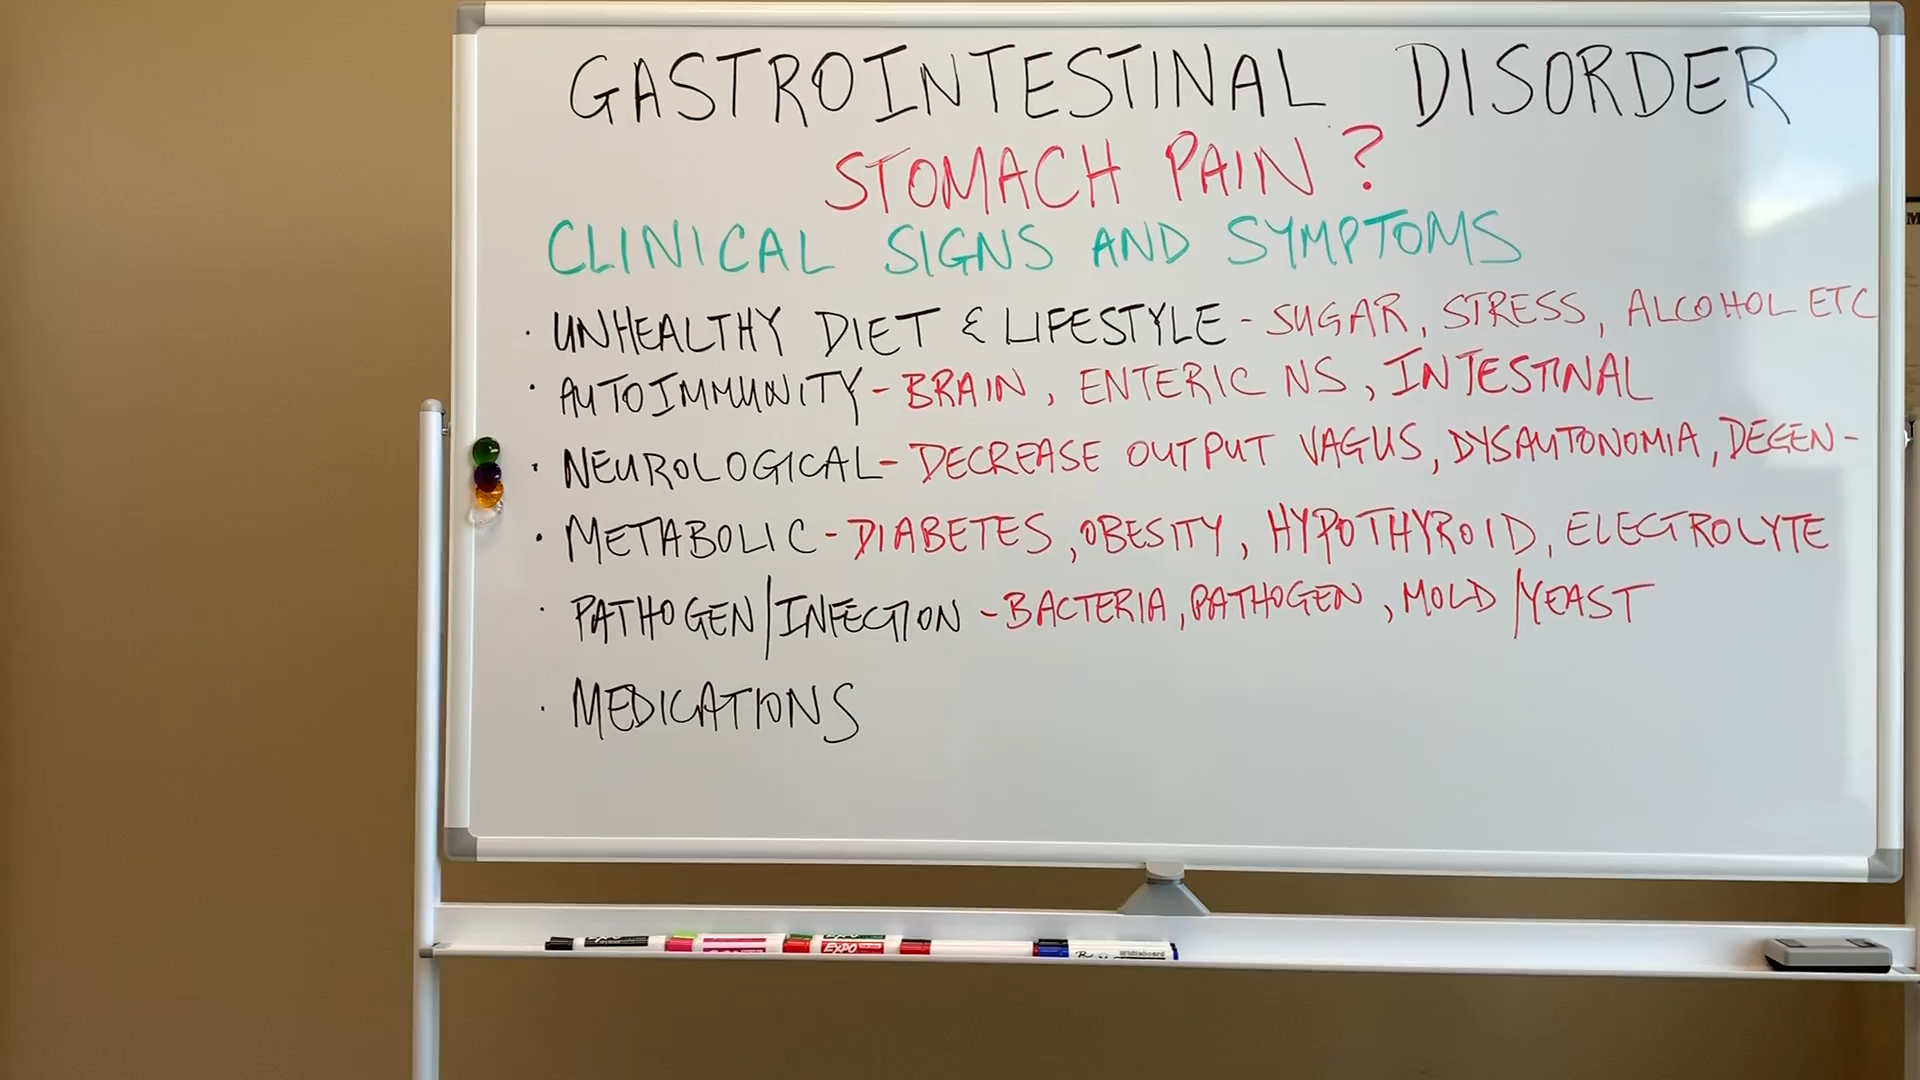 GASTROINTESTINAL DISORDER
STOMACH PAIN?
CLINICAL SIGNS AND SYMPTOMS
· UNHEALTHY DIET & LIFESTYLE - SUGAR, STRESS, ALCOHOL ETC
· AUTOIMMUNITY - BRAIN, ENTERIC NS, INTESTINAL
· NEUROLOGICAL - DECREASE OUTPUT VAGUS, DYSAUTONOMIA, DEGEN-
· METABOLIC - DIABETES, OBESITY, HYPOTHYROID, ELECTROLYTE
· PATHOGEN/INFECTION - BACTERIA, PATHOGEN, MOLD/YEAST
· MEDICATIONS
EXPO